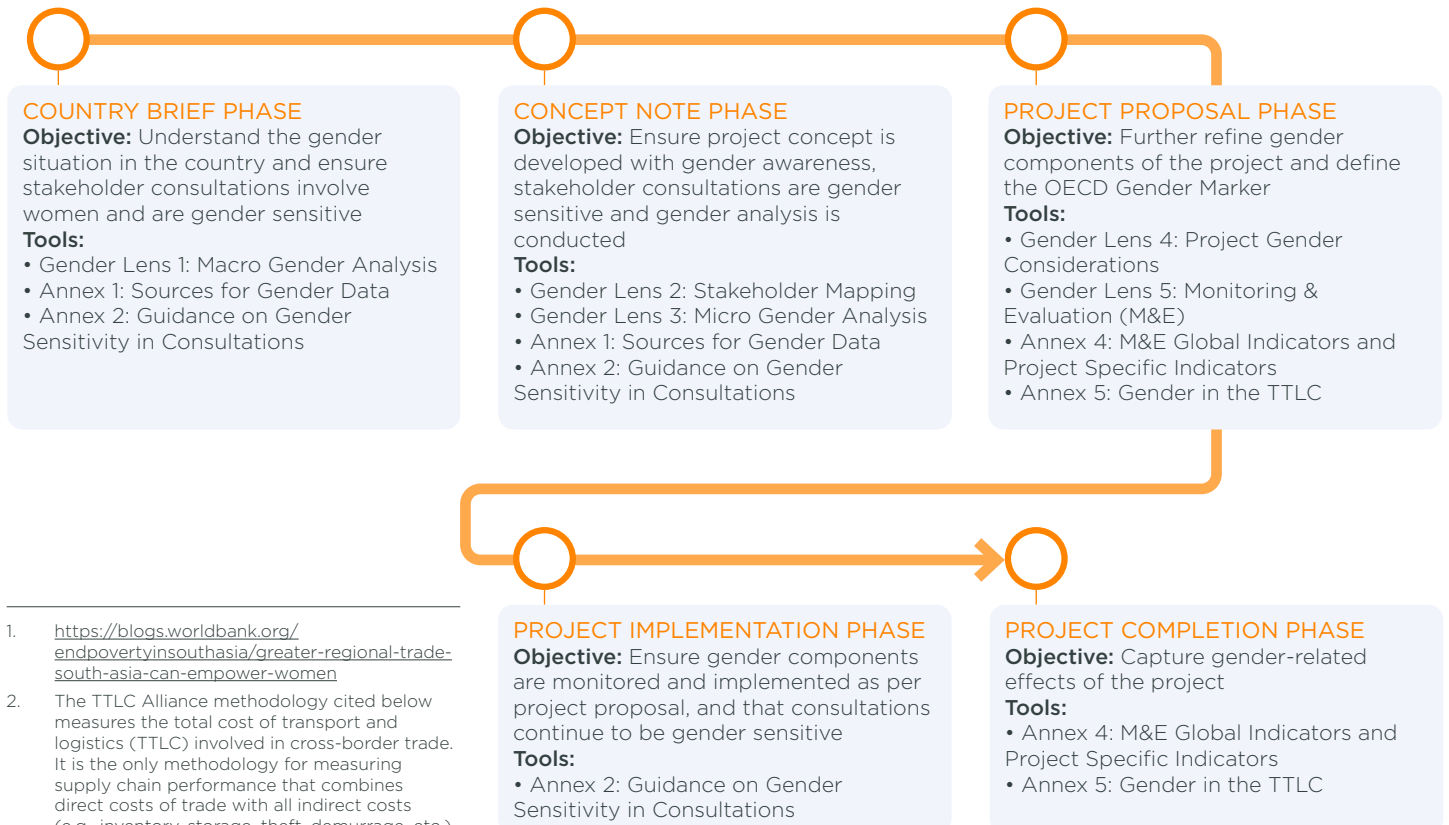 COUNTRY BRIEF PHASE
Objective: Understand the gender
situation in the country and ensure
stakeholder consultations involve
women and are gender sensitive
Tools:
• Gender Lens 1: Macro Gender Analysis
• Annex 1: Sources for Gender Data
• Annex 2: Guidance on Gender
Sensitivity in Consultations
CONCEPT NOTE PHASE
Objective: Ensure project concept is
developed with gender awareness,
stakeholder consultations are gender
sensitive and gender analysis is
conducted
Tools:
• Gender Lens 2: Stakeholder Mapping
• Gender Lens 3: Micro Gender Analysis
• Annex 1: Sources for Gender Data
• Annex 2: Guidance on Gender
Sensitivity in Consultations
PROJECT PROPOSAL PHASE
Objective: Further refine gender
components of the project and define
the OECD Gender Marker
Tools:
• Gender Lens 4: Project Gender
Considerations
• Gender Lens 5: Monitoring &
Evaluation (M&E)
• Annex 4: M&E Global Indicators and
Project Specific Indicators
• Annex 5: Gender in the TTLC
PROJECT IMPLEMENTATION PHASE
Objective: Ensure gender components
are monitored and implemented as per
project proposal, and that consultations
continue to be gender sensitive
Tools:
• Annex 2: Guidance on Gender
Sensitivity in Consultations
PROJECT COMPLETION PHASE
Objective: Capture gender-related
effects of the project
Tools:
• Annex 4: M&E Global Indicators and
Project Specific Indicators
• Annex 5: Gender in the TTLC
1. https://blogs.worldbank.org/
endpovertyinsouthasia/greater-regional-trade-
south-asia-can-empower-women
2. The TTLC Alliance methodology cited below
measures the total cost of transport and
logistics (TTLC) involved in cross-border trade.
It is the only methodology for measuring
supply chain performance that combines
direct costs of trade with all indirect costs
(e.g., inventory, storage, theft, demurrage, etc.)